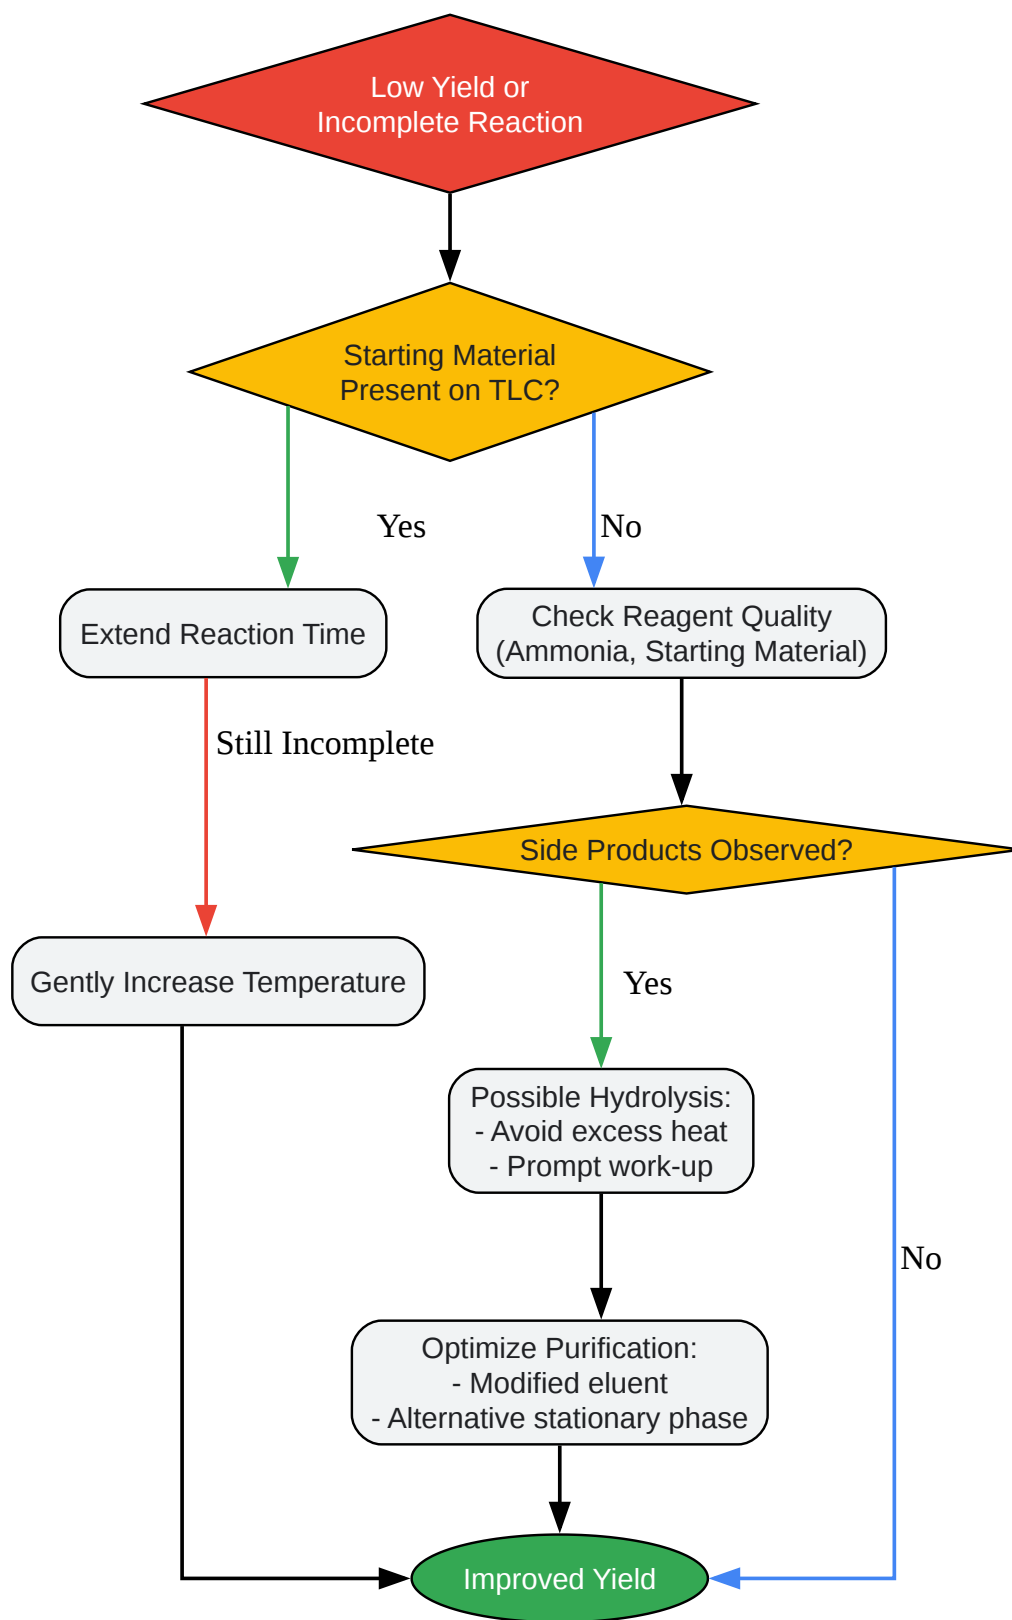 Low Yield or
Incomplete Reaction
Starting Material
Present on TLC?
Yes
No
Extend Reaction Time
Check Reagent Quality
(Ammonia, Starting Material)
Still Incomplete
Side Products Observed?
Gently Increase Temperature
Yes
Possible Hydrolysis:
- Avoid excess heat
- Prompt work-up
No
Optimize Purification:
- Modified eluent
- Alternative stationary phase
Improved Yield